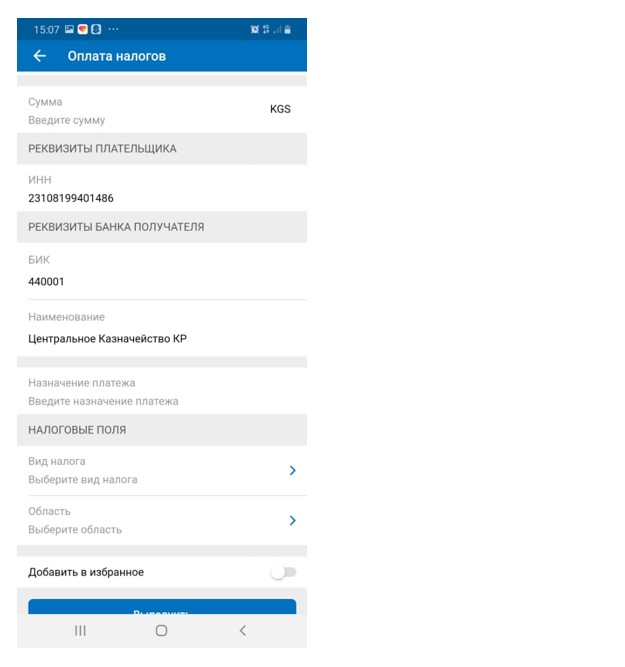 15:07
Оплата налогов
Сумма
KGS
Введите сумму
РЕКВИЗИТЫ ПЛАТЕЛЬЩИКА
ИНН
23108199401486
РЕКВИЗИТЫ БАНКА ПОЛУЧАТЕЛЯ
БИК
440001
Наименование
Центральное Казначейство КР
Назначение платежа
Введите назначение платежа
НАЛОГОВЫЕ ПОЛЯ
Вид налога
Выберите вид налога
Область
Выберите область
Добавить в избранное
Выполнить